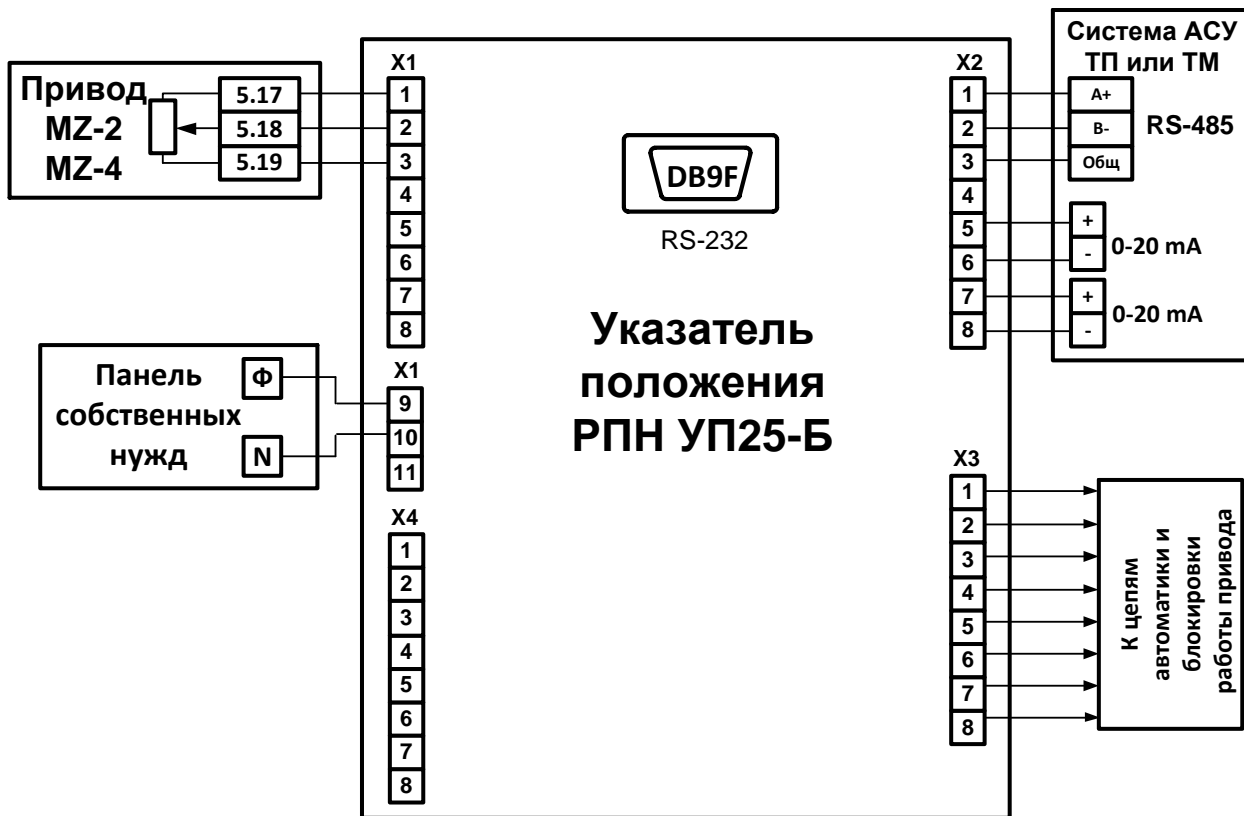 Привод
MZ-2
MZ-4
5.17
5.18
5.19
X1
1
2
3
4
5
6
7
8
Панель
собственных
нужд
Ф
N
X1
9
10
11
X4
1
2
3
4
5
6
7
8
DB9F
RS-232
Указатель
положения
РПН УП25-Б
X2
1
2
3
4
5
6
7
8
Система АСУ
ТП или ТМ
A+
B-
Общ
RS-485
+
-
0-20 mA
+
-
0-20 mA
X3
1
2
3
4
5
6
7
8
К цепям
автоматики и
блокировки
работы привода